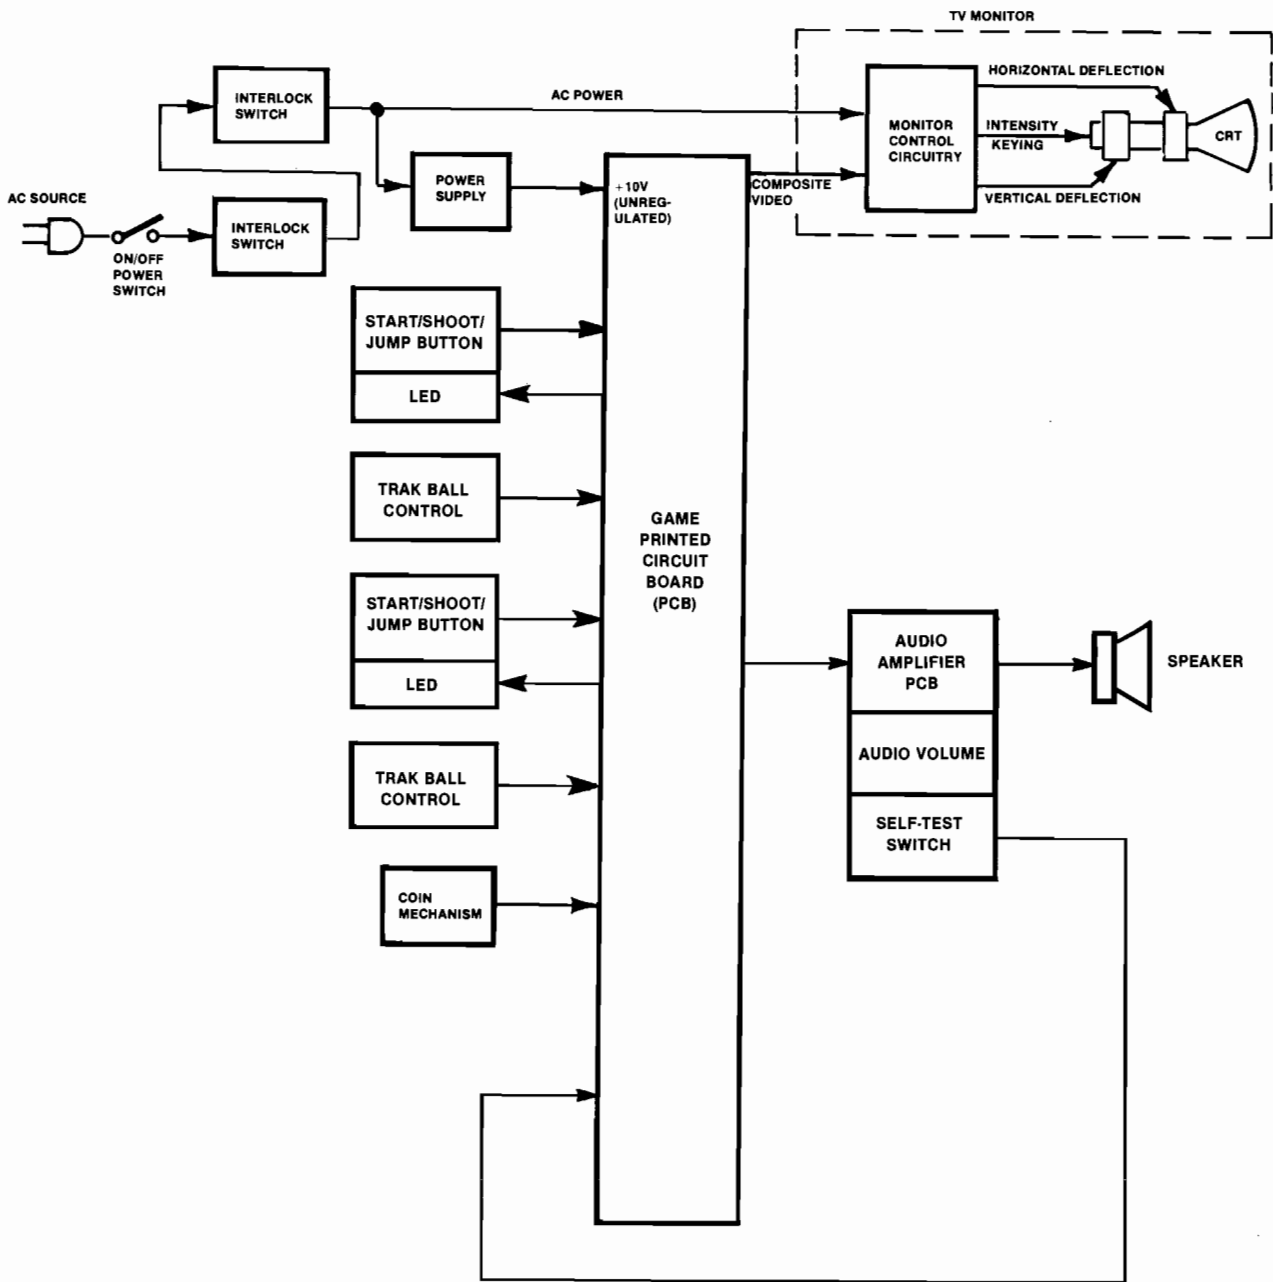 TV MONITOR
INTERLOCK
SWITCH
AC POWER
MONITOR
CONTROL
CIRCUITRY
HORIZONTAL DEFLECTION
INTENSITY
KEYING
CRT
VERTICAL DEFLECTION
POWER
SUPPLY
+10V
(UNREG-
ULATED)
COMPOSITE
VIDEO
AC SOURCE
ON/OFF
POWER
SWITCH
INTERLOCK
SWITCH
START/SHOOT/
JUMP BUTTON
LED
TRAK BALL
CONTROL
START/SHOOT/
JUMP BUTTON
LED
TRAK BALL
CONTROL
COIN
MECHANISM
GAME
PRINTED
CIRCUIT
BOARD
(PCB)
AUDIO
AMPLIFIER
PCB
SPEAKER
AUDIO VOLUME
SELF-TEST
SWITCH